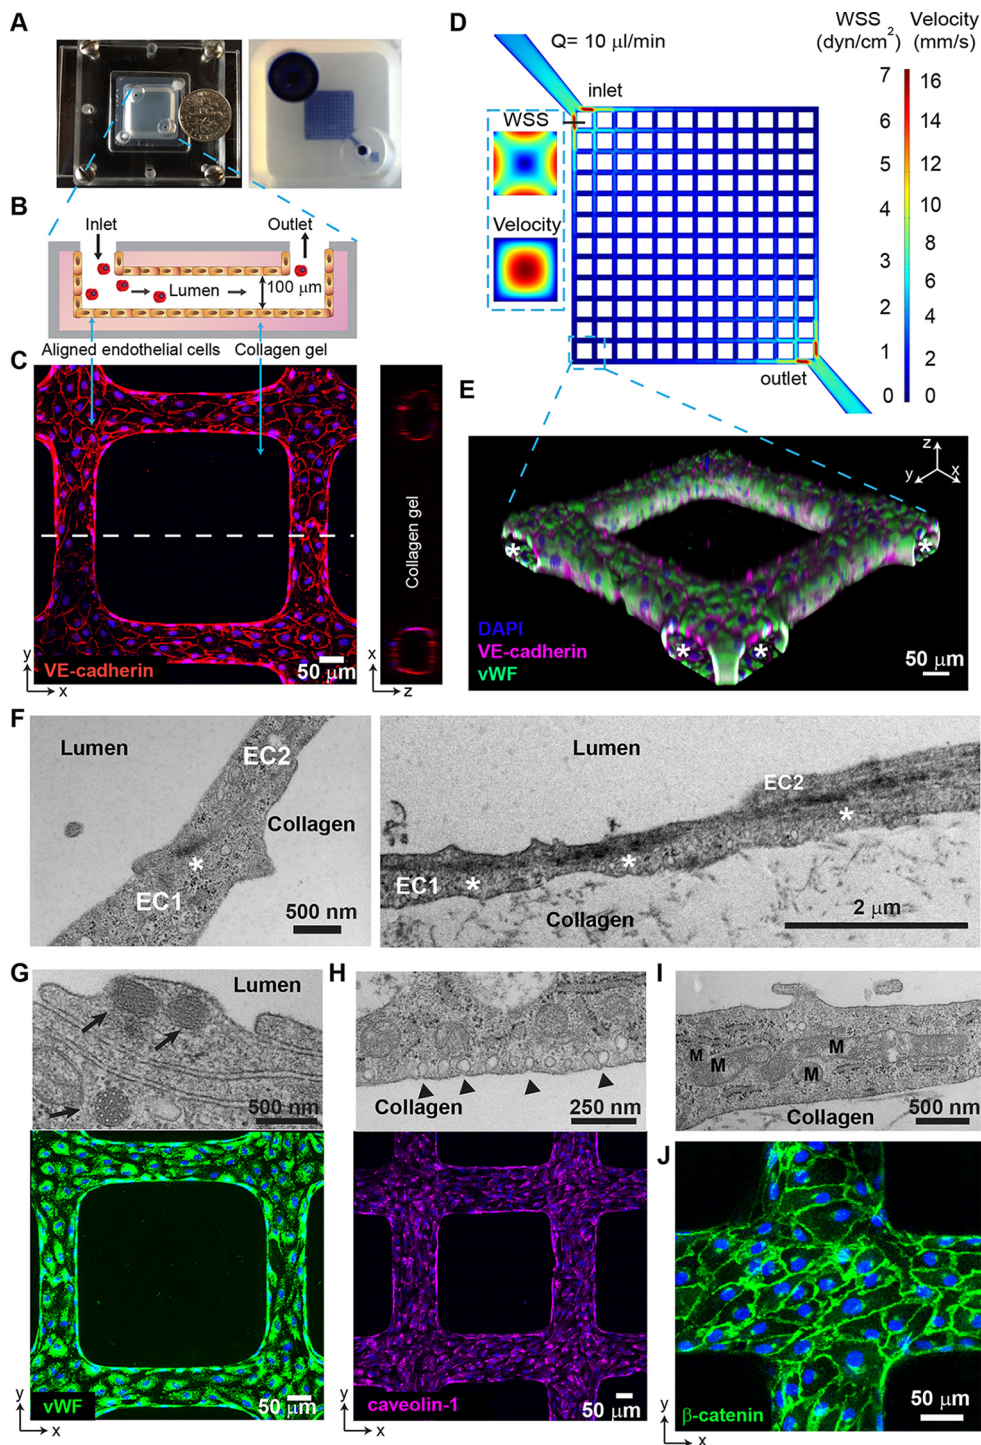 A
B
Inlet
Outlet
Lumen
100 μm
Aligned endothelial cells
Collagen gel
C
VE-cadherin
50 μm
y
x
Collagen gel
x
z
D
Q= 10 μl/min
inlet
WSS
Velocity
outlet
WSS
(dyn/cm2)
Velocity
(mm/s)
7
6
5
4
3
2
1
0
16
14
12
10
8
6
4
2
0
E
z
y
x
*
*
*
*
DAPI
VE-cadherin
vWF
50 μm
F
Lumen
EC2
Collagen
*
EC1
500 nm
Lumen
EC2
*
*
EC1
*
Collagen
2 μm
G
Lumen
500 nm
vWF
50 μm
y
x
H
Collagen
250 nm
caveolin-1
50 μm
y
x
I
M
M
M
M
Collagen
500 nm
J
β-catenin
50 μm
y
x